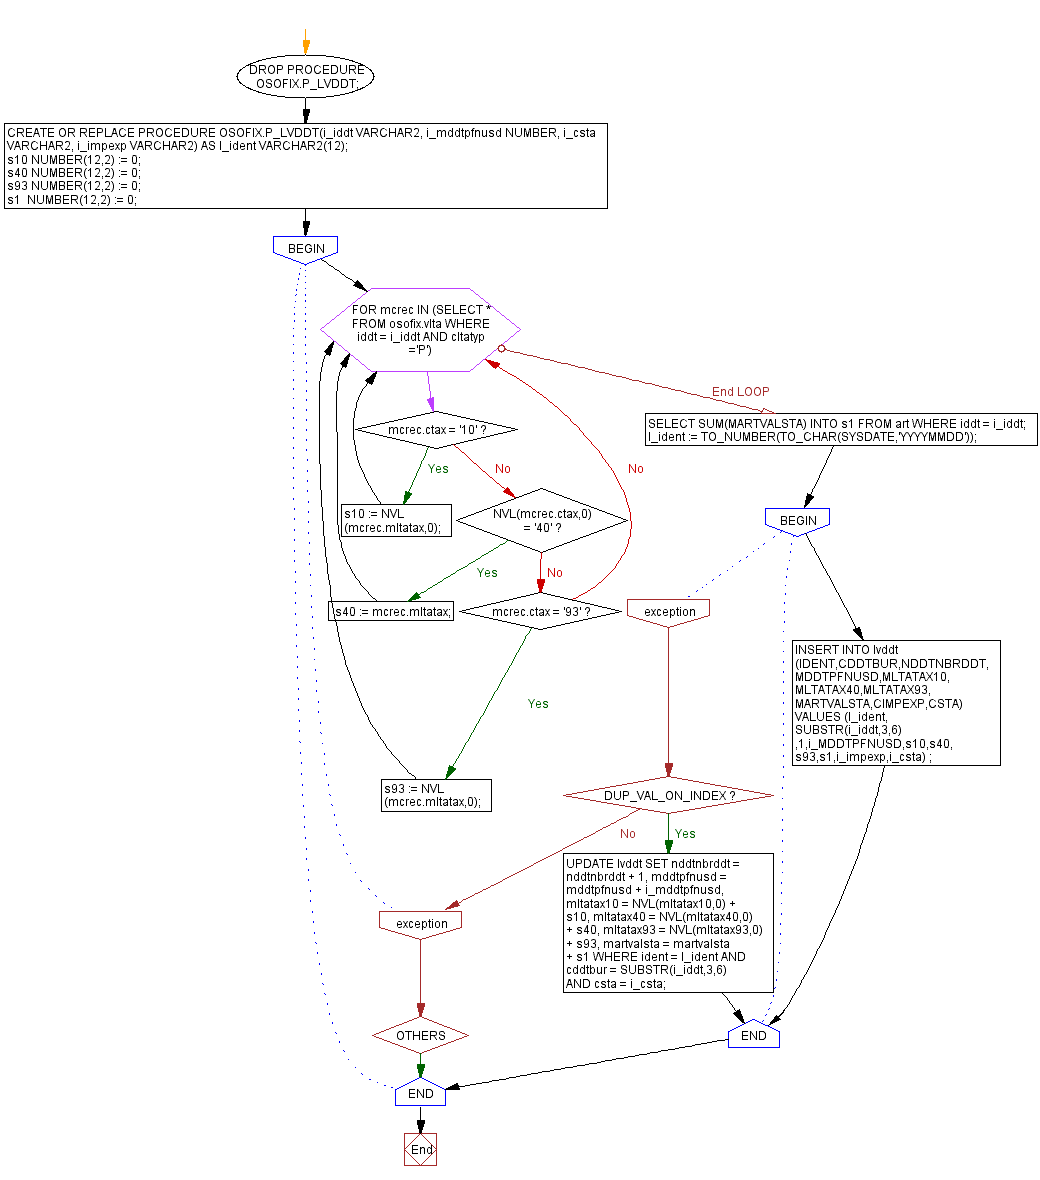 DROP PROCEDURE
OSOFIX.P_LVDDT;
CREATE OR REPLACE PROCEDURE OSOFIX.P_LVDDT(i_iddt VARCHAR2, i_mddtpfnusd NUMBER, i_csta
VARCHAR2, i_impexp VARCHAR2) AS l_ident VARCHAR2(12);
s10 NUMBER(12,2) := 0;
s40 NUMBER(12,2) := 0;
s93 NUMBER(12,2) := 0;
s1  NUMBER(12,2) := 0;
BEGIN
FOR mcrec IN (SELECT *
FROM osofix.vlta WHERE
iddt = i_iddt AND cltatyp
='P')
End LOOP
mcrec.ctax = '10' ?
SELECT SUM(MARTVALSTA) INTO s1 FROM art WHERE iddt = i_iddt;
l_ident := TO_NUMBER(TO_CHAR(SYSDATE,'YYYYMMDD'));
Yes
No
No
s10 := NVL
(mcrec.mltatax,0);
NVL(mcrec.ctax,0)
= '40' ?
BEGIN
Yes
No
s40 := mcrec.mltatax;
mcrec.ctax = '93' ?
exception
INSERT INTO lvddt
(IDENT,CDDTBUR,NDDTNBRDDT,
MDDTPFNUSD,MLTATAX10,
MLTATAX40,MLTATAX93,
MARTVALSTA,CIMPEXP,CSTA)
VALUES (l_ident,
SUBSTR(i_iddt,3,6)
,1,i_MDDTPFNUSD,s10,s40,
s93,s1,i_impexp,i_csta) ;
Yes
s93 := NVL
(mcrec.mltatax,0);
DUP_VAL_ON_INDEX ?
No
Yes
UPDATE lvddt SET nddtnbrddt =
nddtnbrddt + 1, mddtpfnusd =
mddtpfnusd + i_mddtpfnusd,
mltatax10 = NVL(mltatax10,0) +
s10, mltatax40 = NVL(mltatax40,0)
+ s40, mltatax93 = NVL(mltatax93,0)
+ s93, martvalsta = martvalsta
+ s1 WHERE ident = l_ident AND
cddtbur = SUBSTR(i_iddt,3,6)
AND csta = i_csta;
exception
OTHERS
END
END
End